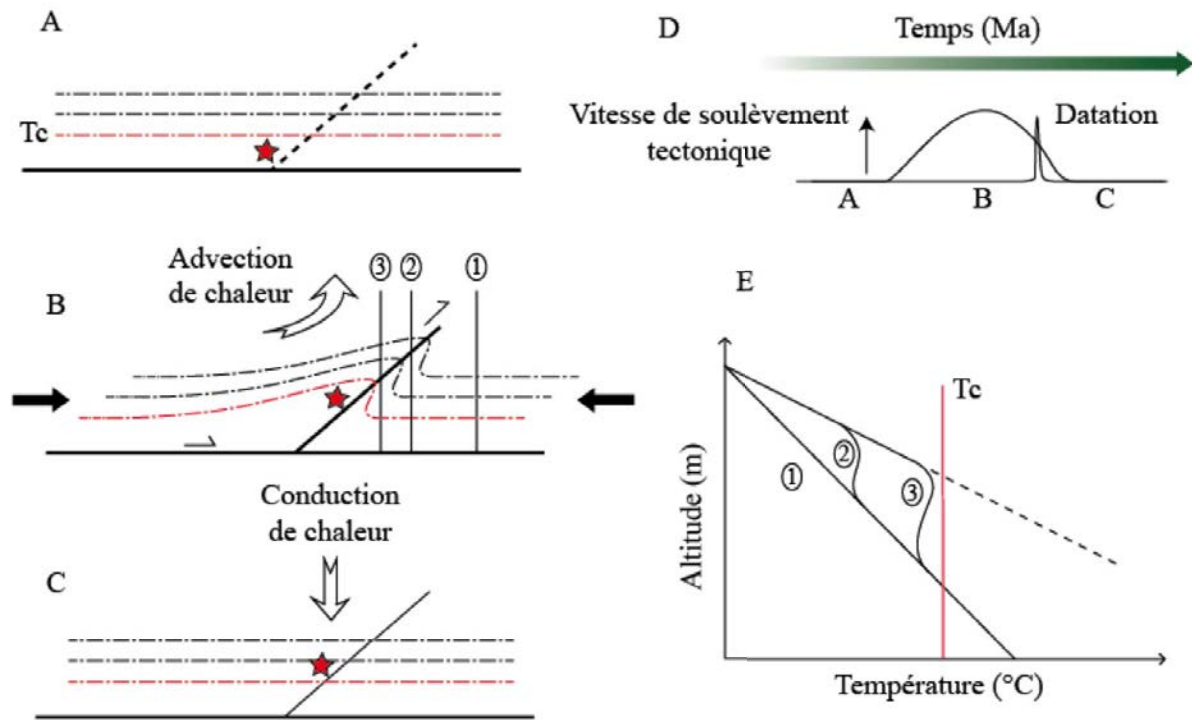 A
Tc
D
Temps (Ma)
Vitesse de soulèvement
tectonique
Datation
A
B
C
B
Advection
de chaleur
③
②
①
E
Conduction
de chaleur
C
Tc
①
②
③
Altitude (m)
Température (°C)